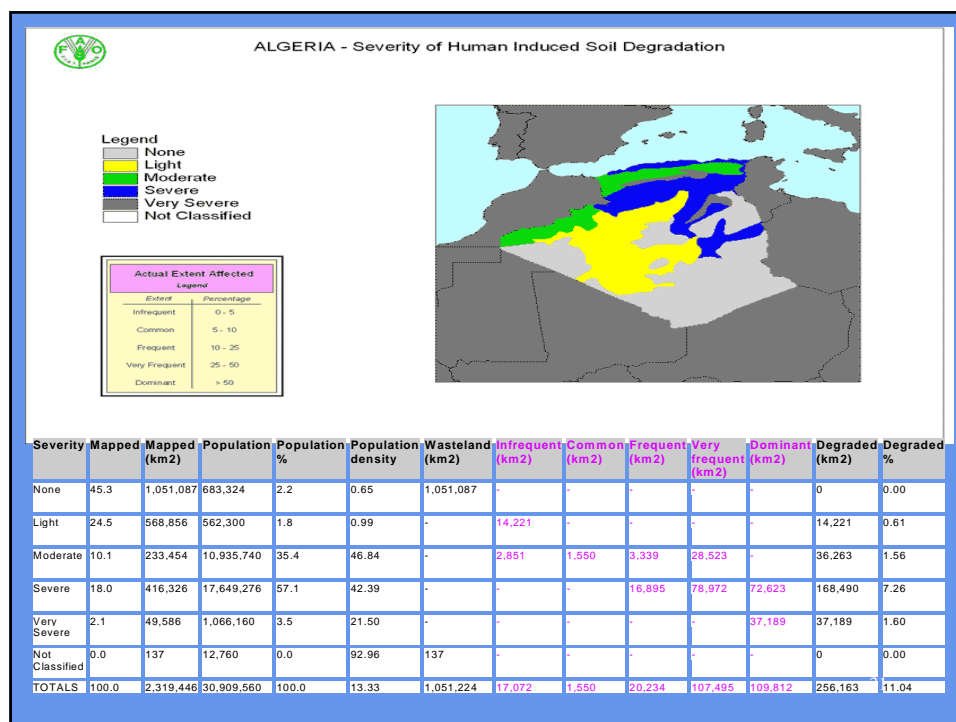 F A O
FIAT PANIS
ALGERIA - Severity of Human Induced Soil Degradation
Legend
None
Light
Moderate
Severe
Very Severe
Not Classified
Actual Extent Affected
Legend
Extent Percentage
Infrequent 0 - 5
Common 5 - 10
Frequent 10 - 25
Very Frequent 25 - 50
Dominant > 50
Severity Mapped Mapped (km2) Population Population % Population density Wasteland (km2) Infrequent (km2) Common (km2) Frequent (km2) Very frequent (km2) Dominant (km2) Degraded (km2) Degraded %
None 45.3 1,051,087 683,324 2.2 0.65 1,051,087 - - - - - 0 0.00
Light 24.5 568,856 562,300 1.8 0.99 - 14,221 - - - - 14,221 0.61
Moderate 10.1 233,454 10,935,740 35.4 46.84 - 2,851 1,550 3,339 28,523 - 36,263 1.56
Severe 18.0 416,326 17,649,276 57.1 42.39 - - - 16,895 78,972 72,623 168,490 7.26
Very Severe 2.1 49,586 1,066,160 3.5 21.50 - - - - - 37,189 37,189 1.60
Not Classified 0.0 137 12,760 0.0 92.96 137 - - - - - 0 0.00
TOTALS 100.0 2,319,446 30,909,560 100.0 13.33 1,051,224 17,072 1,550 20,234 107,495 109,812 256,163 11.04